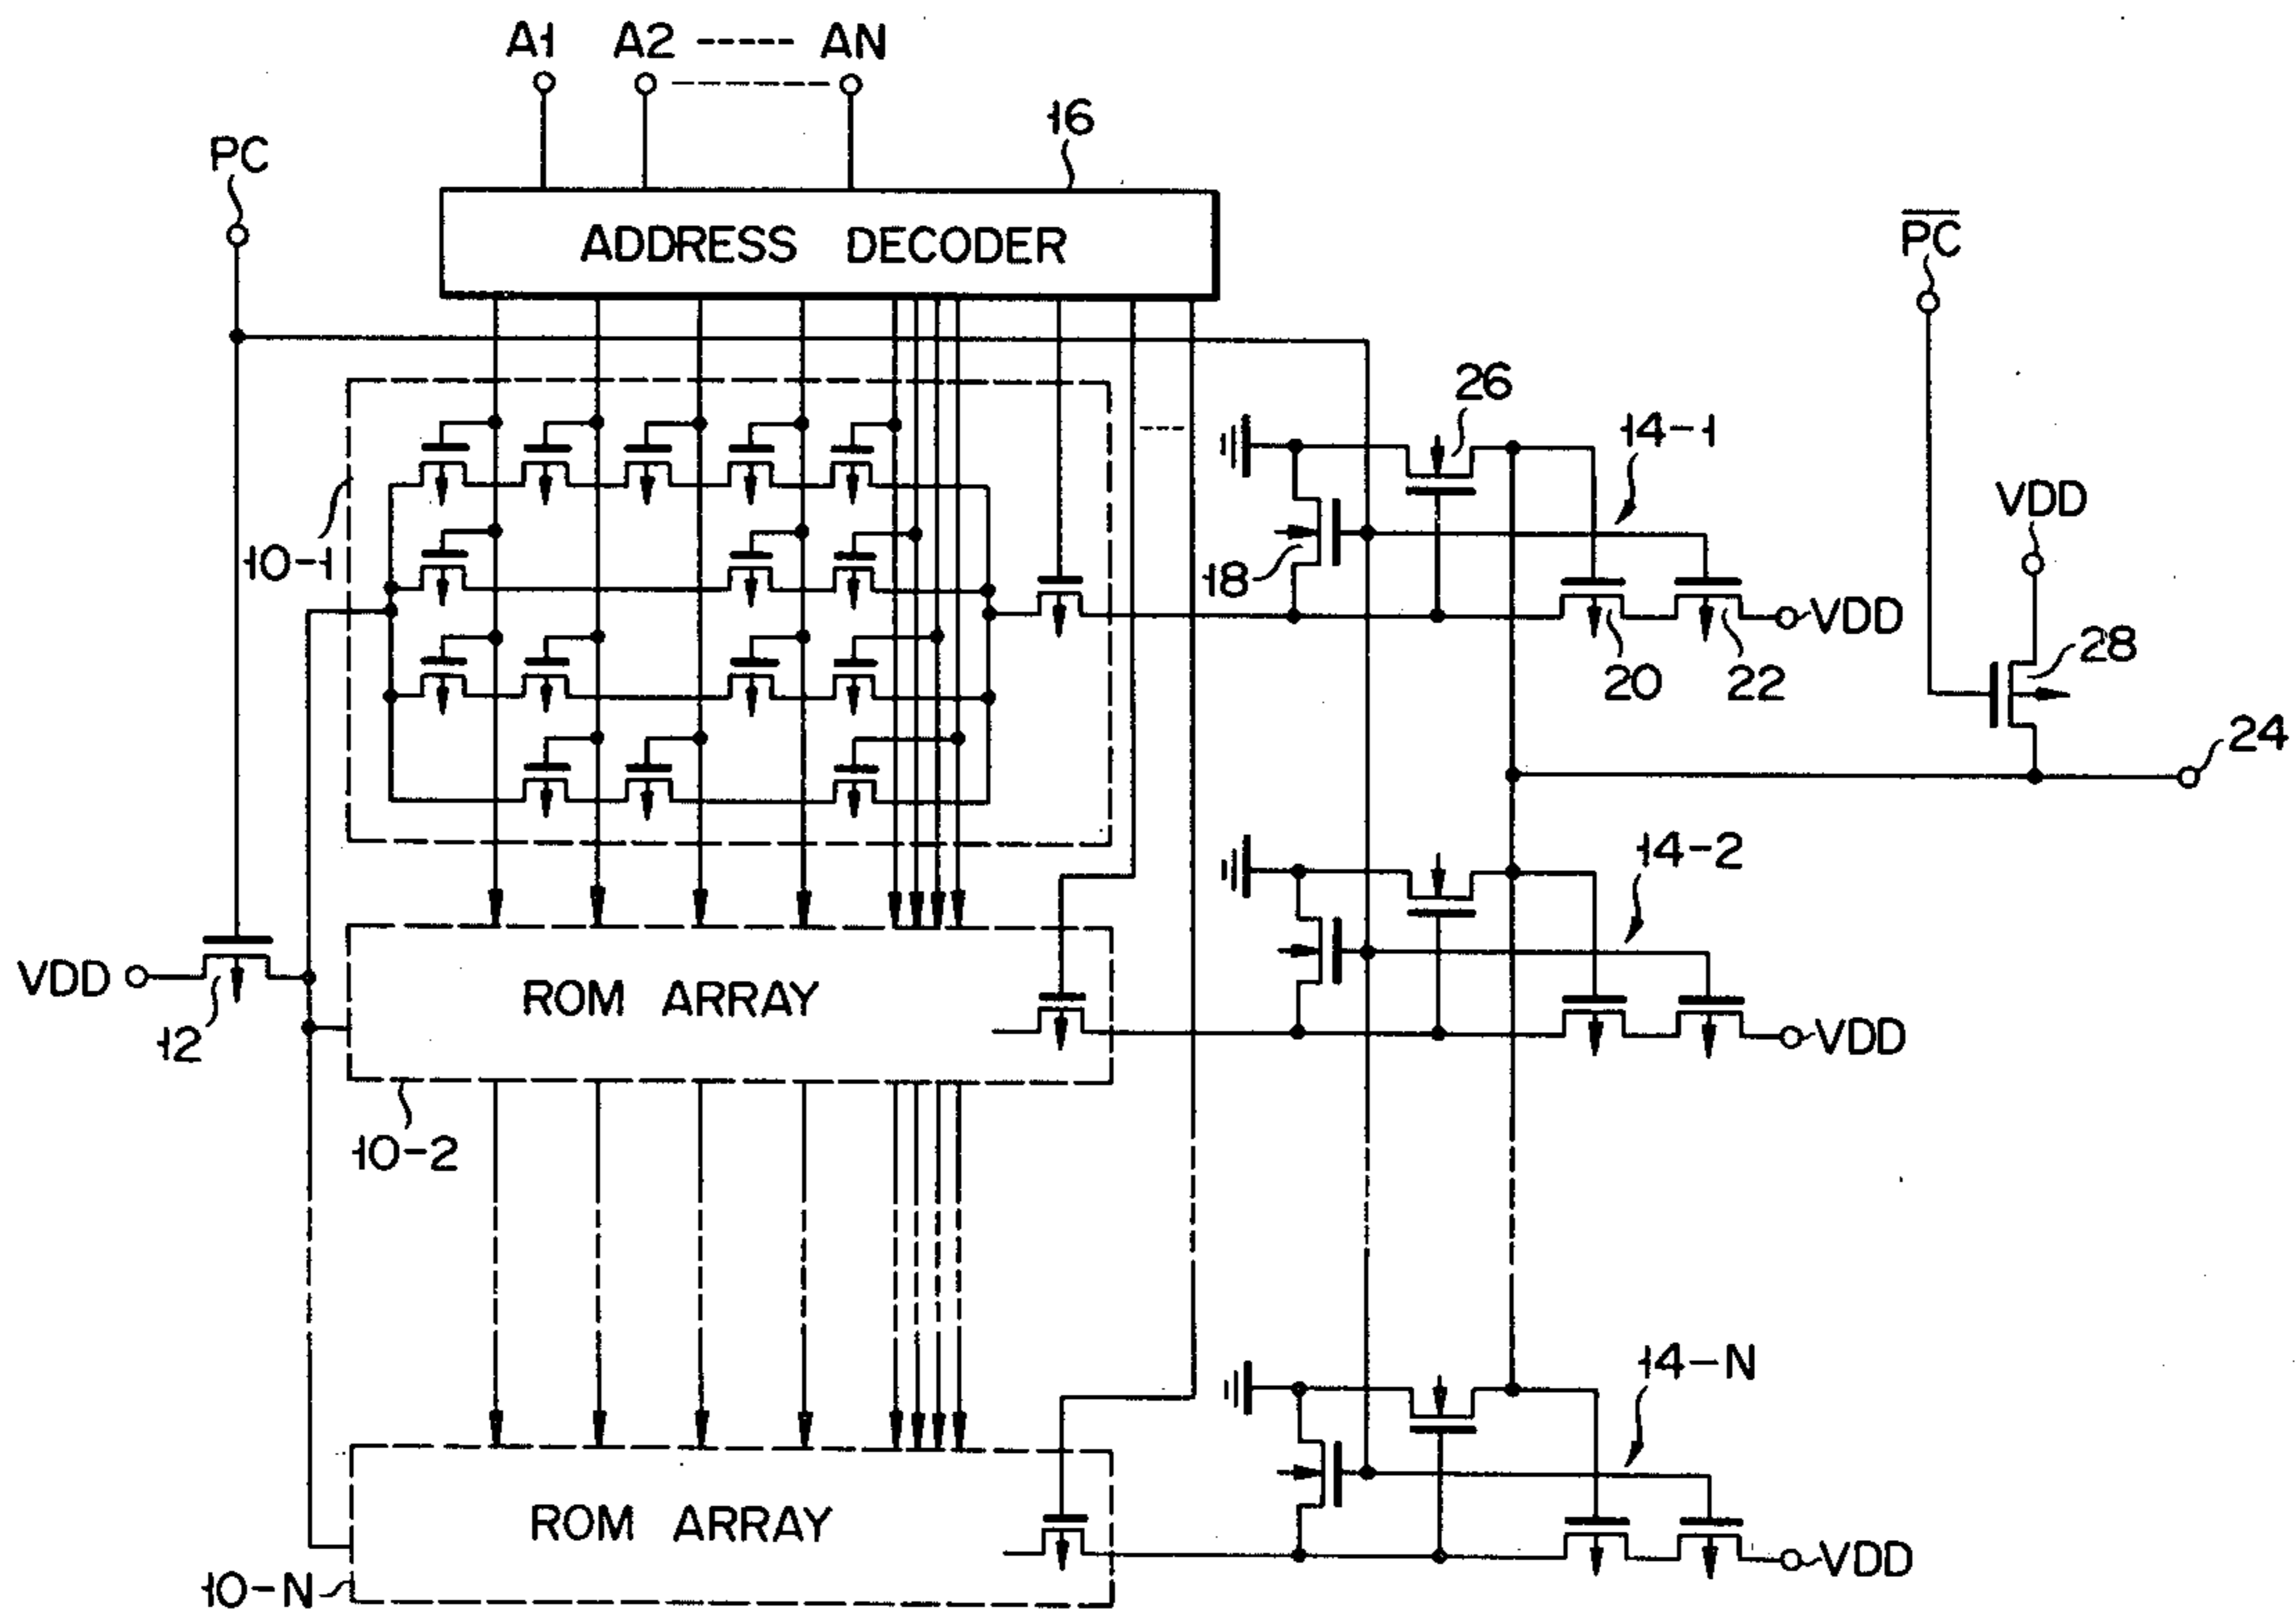 A1 A2 ----- AN
16
PC
ADDRESS DECODER
PC
26
14-1
VDD
10-1
18
VDD
28
20
22
24
14-2
VDD
ROM ARRAY
12
VDD
10-2
14-N
ROM ARRAY
VDD
10-N